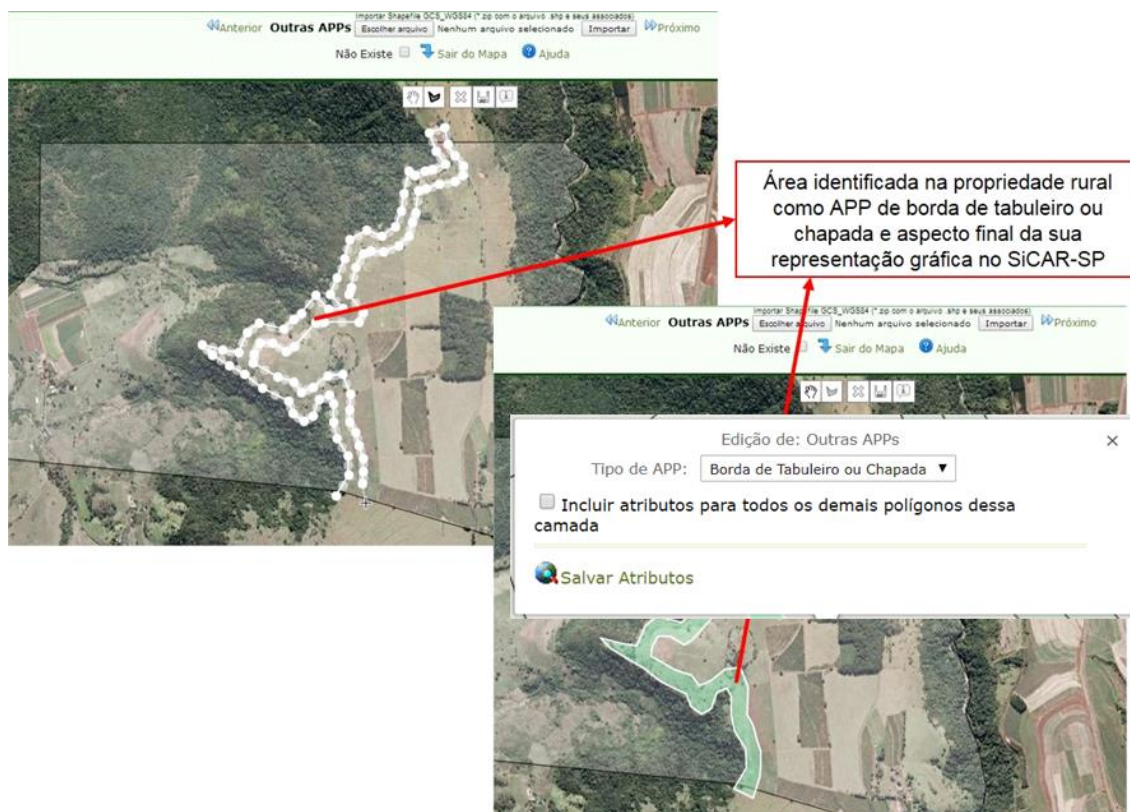 Importar Shapefile GCS_WGS84 (*.zip com o arquivo .shp e seus associados)
Anterior Outras APPs Escolher arquivo Nenhum arquivo selecionado Importar Próximo
Não Existe Sair do Mapa Ajuda
Área identificada na propriedade rural
como APP de borda de tabuleiro ou
chapada e aspecto final da sua
representação gráfica no SiCAR-SP
Importar Shapefile GCS_WGS84 (*.zip com o arquivo .shp e seus associados)
Anterior Outras APPs Escolher arquivo Nenhum arquivo selecionado Importar Próximo
Não Existe Sair do Mapa Ajuda
Edição de: Outras APPs ×
Tipo de APP: Borda de Tabuleiro ou Chapada
Incluir atributos para todos os demais polígonos dessa
camada
Salvar Atributos